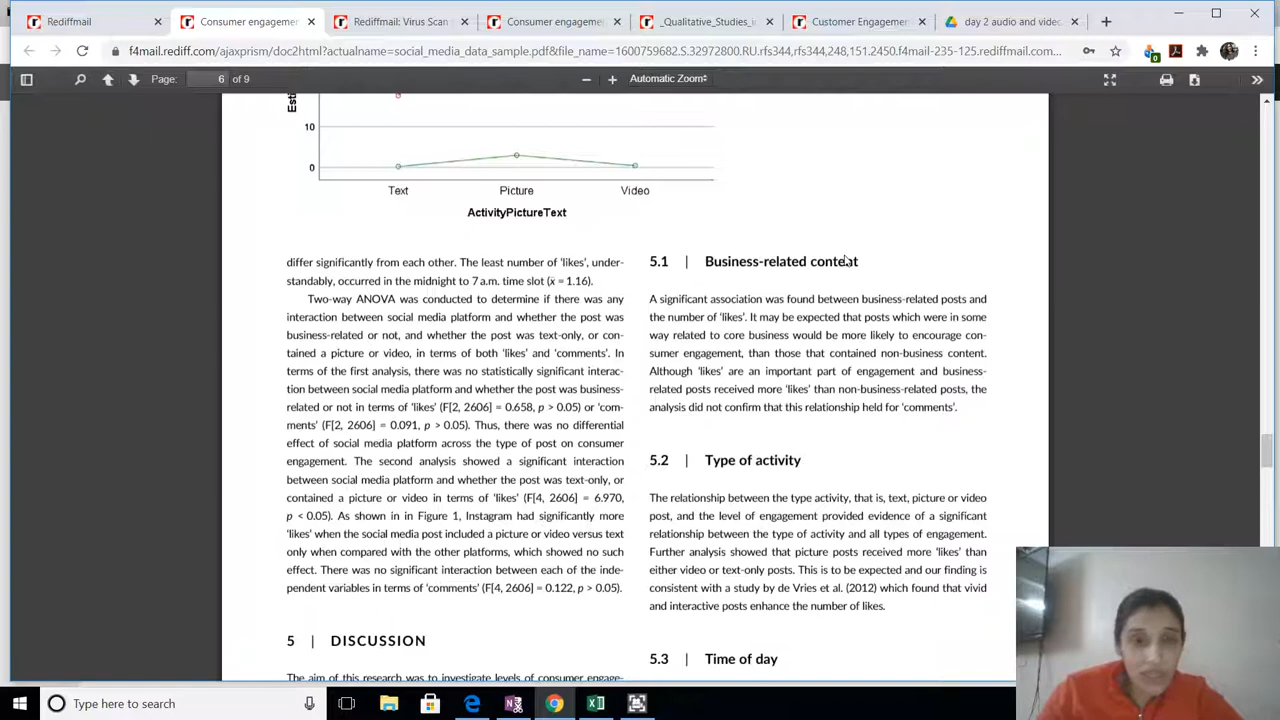 Rediffmail
Consumer engageme
Rediffmail: Virus Scan
Consumer engageme
_Qualitative_Studies_i
Customer Engagement
day 2 audio and video
f4mail.rediff.com/ajaxprism/doc2html?actualname=social_media_data_sample.pdf&file_name=1600759682.S.32972800.RU.rfs344,rfs344,248,151.2450.f4mail-235-125.rediffmail.co...
Page: 6 of 9
Automatic Zoom
Esti
10
0
Text Picture Video
ActivityPictureText
differ significantly from each other. The least number of 'likes', under-
standably, occurred in the midnight to 7 a.m. time slot (x̄ = 1.16).
Two-way ANOVA was conducted to determine if there was any
interaction between social media platform and whether the post was
business-related or not, and whether the post was text-only, or con-
tained a picture or video, in terms of both 'likes' and 'comments'. In
terms of the first analysis, there was no statistically significant interac-
tion between social media platform and whether the post was business-
related or not in terms of 'likes' (F[2, 2606] = 0.658, p > 0.05) or 'com-
ments' (F[2, 2606] = 0.091, p > 0.05). Thus, there was no differential
effect of social media platform across the type of post on consumer
engagement. The second analysis showed a significant interaction
between social media platform and whether the post was text-only, or
contained a picture or video in terms of 'likes' (F[4, 2606] = 6.970,
p < 0.05). As shown in in Figure 1, Instagram had significantly more
'likes' when the social media post included a picture or video versus text
only when compared with the other platforms, which showed no such
effect. There was no significant interaction between each of the inde-
pendent variables in terms of 'comments' (F[4, 2606] = 0.122, p > 0.05).
5 | DISCUSSION
The aim of this research was to investigate levels of consumer engage-
5.1 | Business-related content
A significant association was found between business-related posts and
the number of 'likes'. It may be expected that posts which were in some
way related to core business would be more likely to encourage con-
sumer engagement, than those that contained non-business content.
Although 'likes' are an important part of engagement and business-
related posts received more 'likes' than non-business-related posts, the
analysis did not confirm that this relationship held for 'comments'.
5.2 | Type of activity
The relationship between the type activity, that is, text, picture or video
post, and the level of engagement provided evidence of a significant
relationship between the type of activity and all types of engagement.
Further analysis showed that picture posts received more 'likes' than
either video or text-only posts. This is to be expected and our finding is
consistent with a study by de Vries et al. (2012) which found that vivid
and interactive posts enhance the number of likes.
5.3 | Time of day
Type here to search